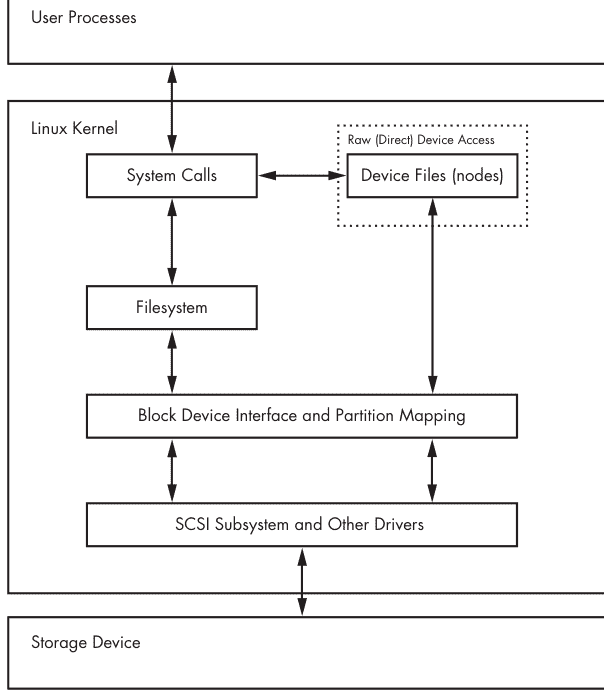 User Processes
Linux Kernel
Raw (Direct) Device Access
System Calls
Device Files (nodes)
Filesystem
Block Device Interface and Partition Mapping
SCSI Subsystem and Other Drivers
Storage Device